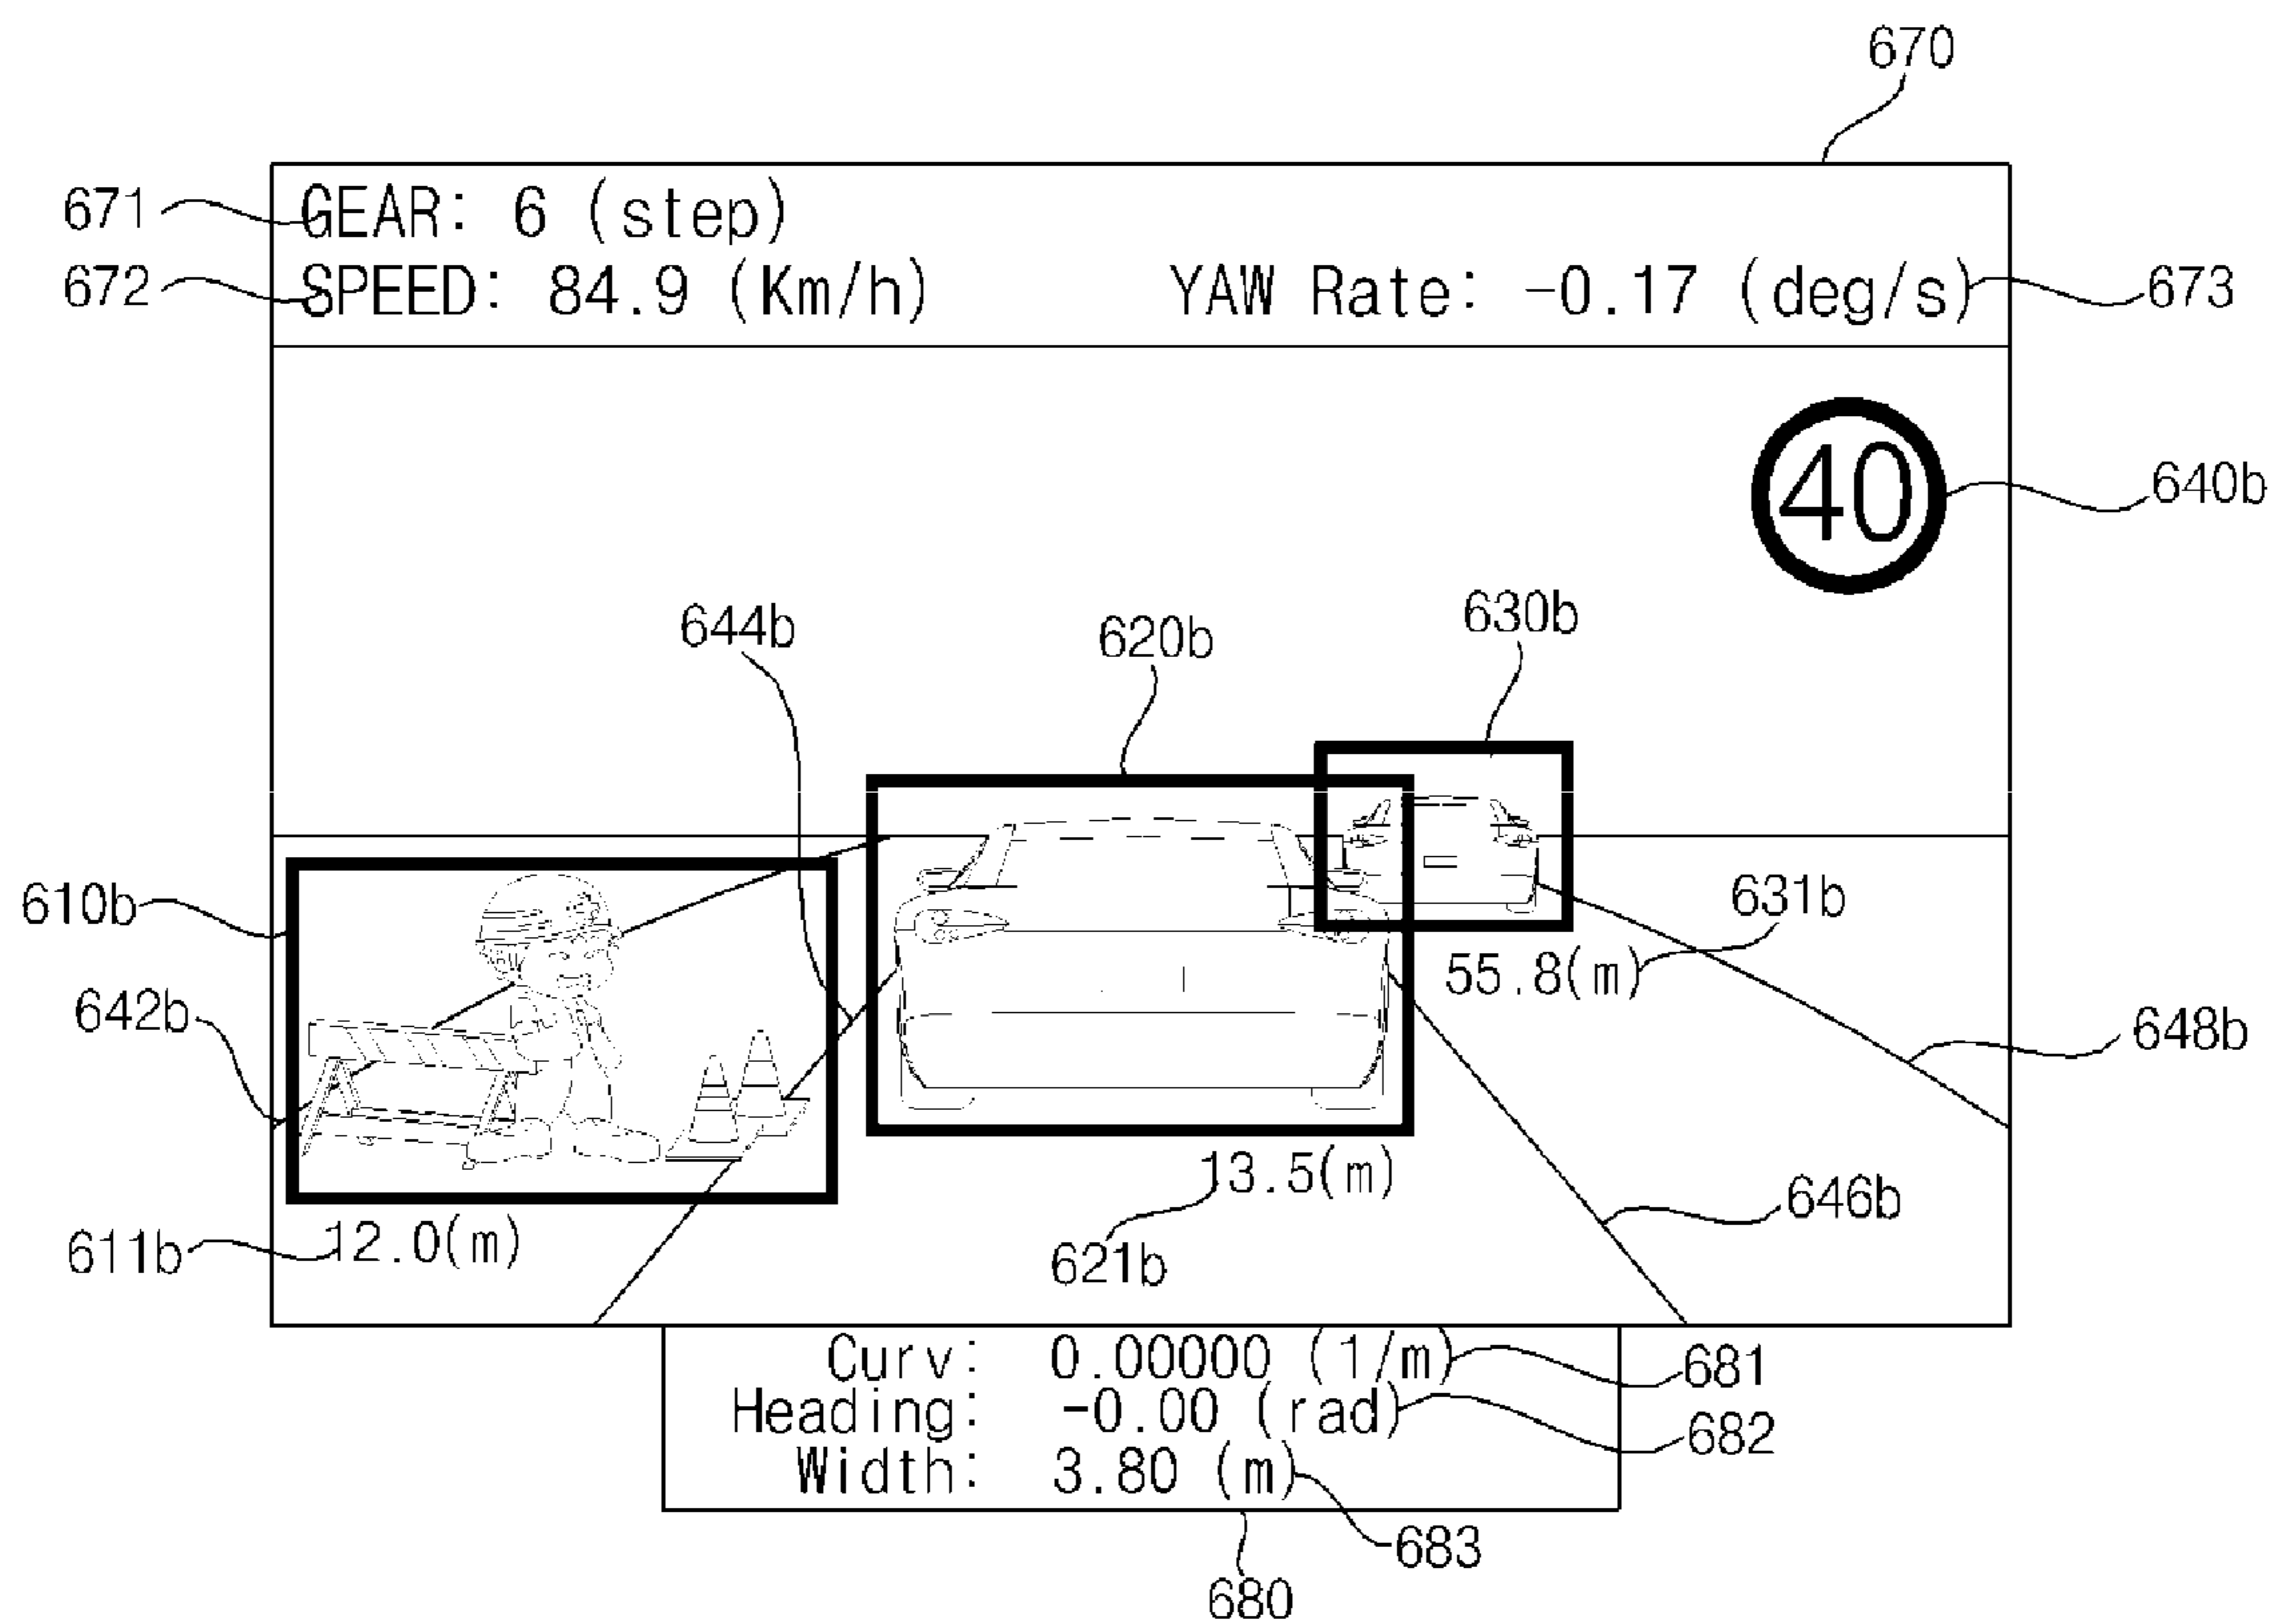 670
671 GEAR: 6 (step)
672 SPEED: 84.9 (Km/h) YAW Rate: -0.17 (deg/s) 673
40 640b
644b 620b 630b
610b 631b
55.8(m)
642b 648b
13.5(m) 646b
611b 12.0(m) 621b
Curv: 0.00000 (1/m) 681
Heading: -0.00 (rad) 682
Width: 3.80 (m)
683
680